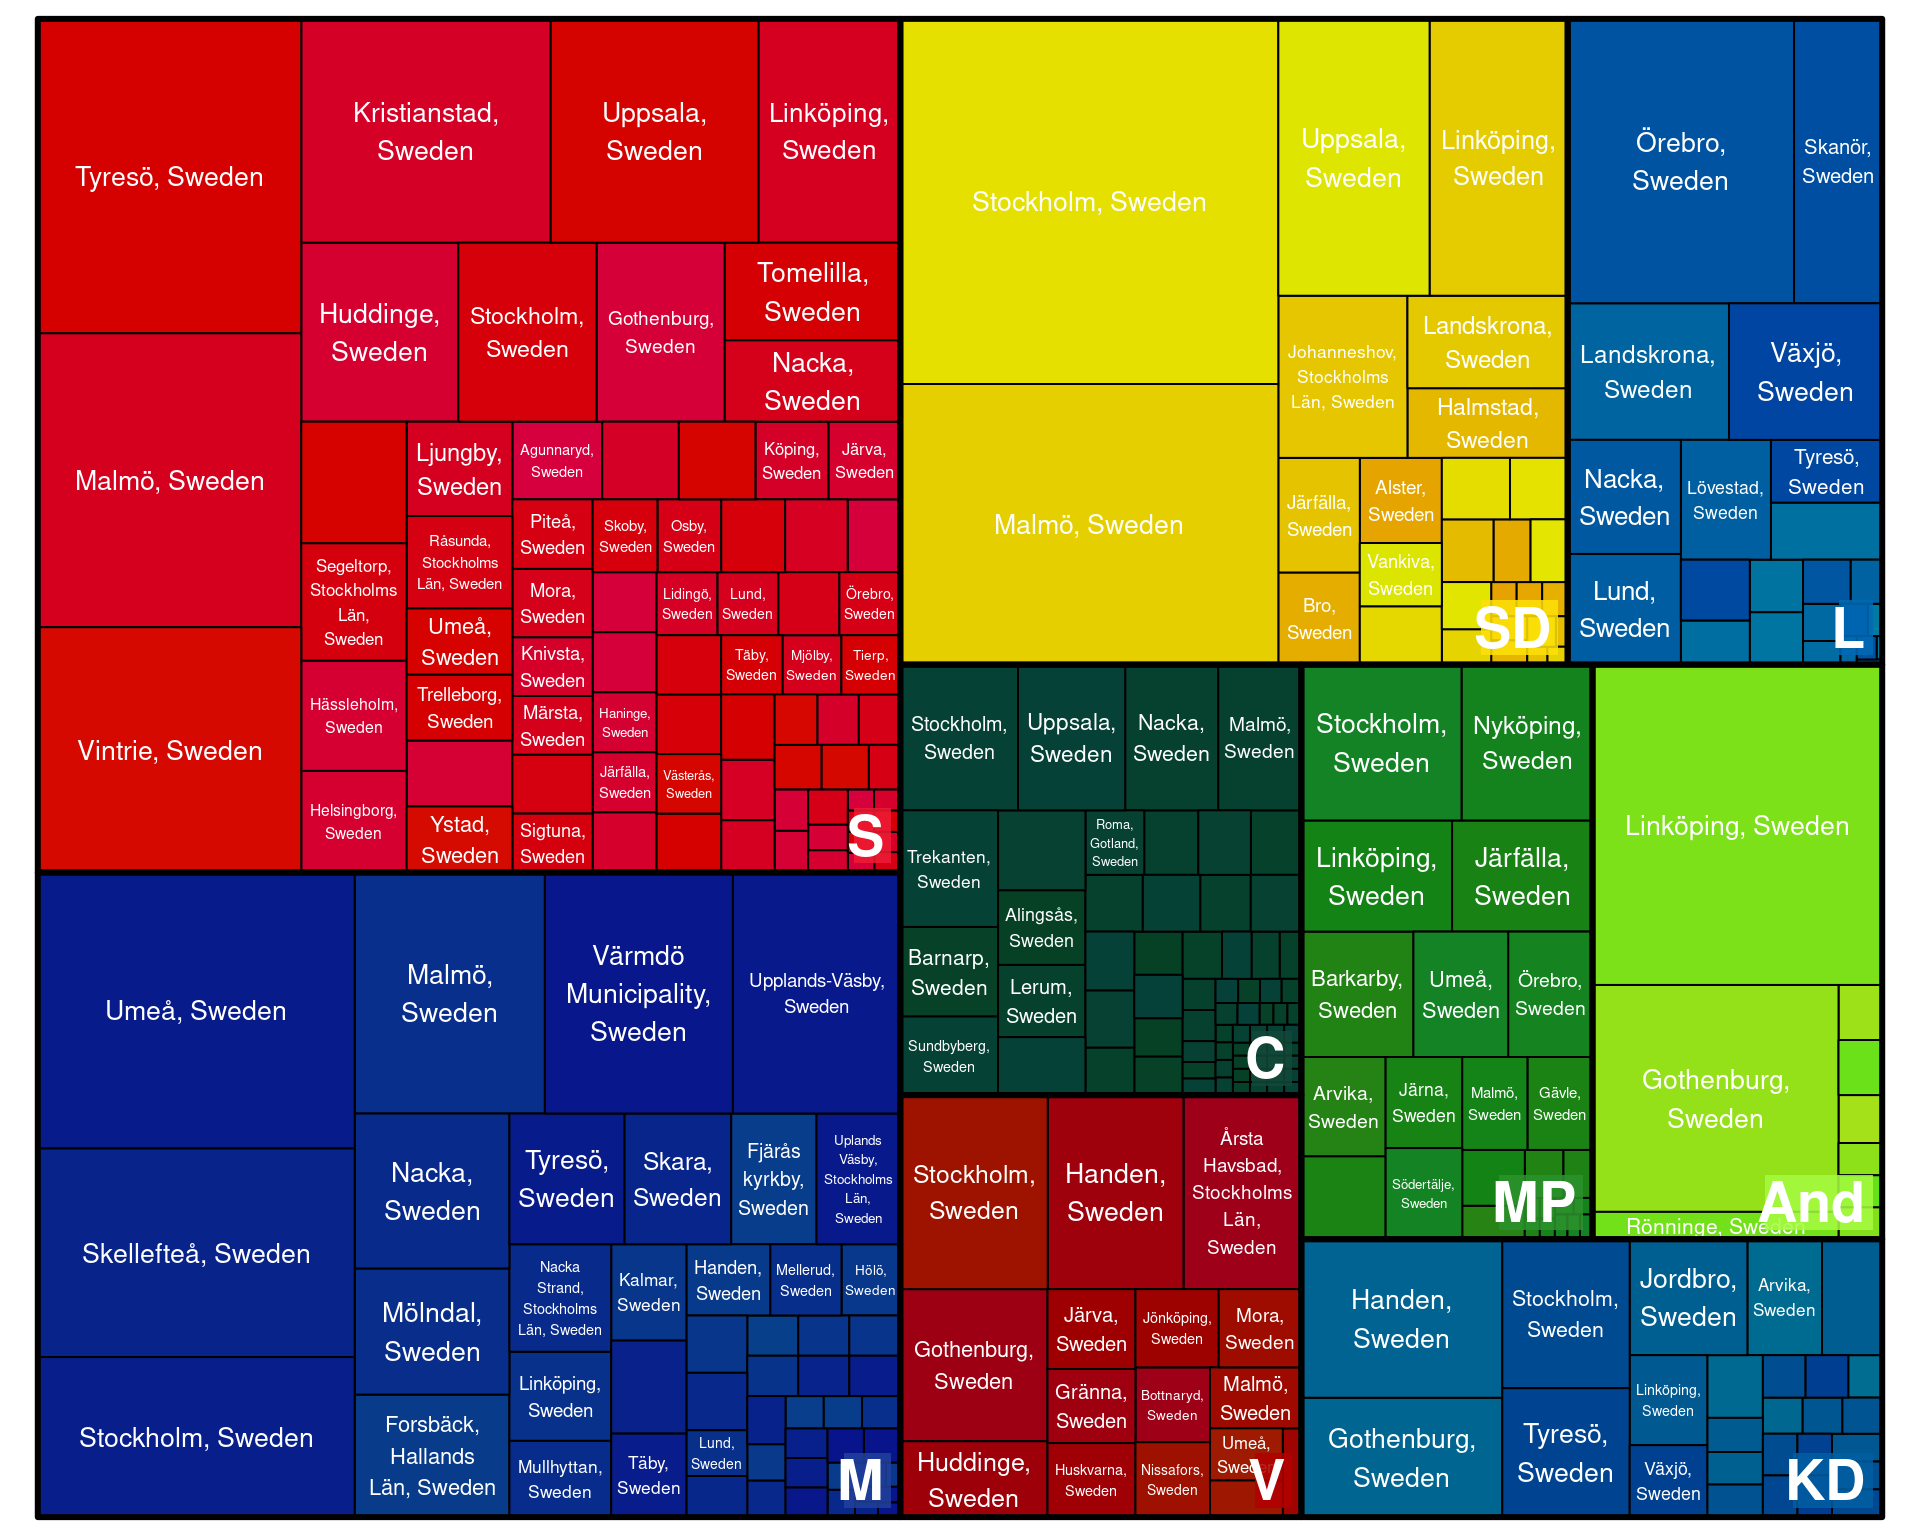 Tyresö, Sweden
Malmö, Sweden
Vintrie, Sweden
Kristianstad,
Sweden
Uppsala,
Sweden
Linköping,
Sweden
Huddinge,
Sweden
Stockholm,
Sweden
Gothenburg,
Sweden
Tomelilla,
Sweden
Nacka,
Sweden
Segeltorp,
Stockholms
Län,
Sweden
Hässleholm,
Sweden
Helsingborg,
Sweden
Ljungby,
Sweden
Råsunda,
Stockholms
Län, Sweden
Umeå,
Sweden
Trelleborg,
Sweden
Ystad,
Sweden
Agunnaryd,
Sweden
Köping,
Sweden
Järva,
Sweden
Piteå,
Sweden
Mora,
Sweden
Knivsta,
Sweden
Märsta,
Sweden
Sigtuna,
Sweden
Skoby,
Sweden
Osby,
Sweden
Lidingö,
Sweden
Lund,
Sweden
Örebro,
Sweden
Haninge,
Sweden
Järfälla,
Sweden
Täby,
Sweden
Mjölby,
Sweden
Tierp,
Sweden
Västerås,
Sweden
S
Umeå, Sweden
Skellefteå, Sweden
Stockholm, Sweden
Malmö,
Sweden
Värmdö
Municipality,
Sweden
Upplands-Väsby,
Sweden
Nacka,
Sweden
Mölndal,
Sweden
Forsbäck,
Hallands
Län, Sweden
Tyresö,
Sweden
Skara,
Sweden
Fjärås
kyrkby,
Sweden
Uplands
Väsby,
Stockholms
Län,
Sweden
Nacka
Strand,
Stockholms
Län, Sweden
Linköping,
Sweden
Mullhyttan,
Sweden
Kalmar,
Sweden
Täby,
Sweden
Handen,
Sweden
Mellerud,
Sweden
Hölö,
Sweden
Lund,
Sweden
M
Stockholm, Sweden
Malmö, Sweden
Uppsala,
Sweden
Linköping,
Sweden
Johanneshov,
Stockholms
Län, Sweden
Landskrona,
Sweden
Halmstad,
Sweden
Järfälla,
Sweden
Bro,
Sweden
Alster,
Sweden
Vankiva,
Sweden
SD
Örebro,
Sweden
Skanör,
Sweden
Landskrona,
Sweden
Växjö,
Sweden
Nacka,
Sweden
Lund,
Sweden
Lövestad,
Sweden
Tyresö,
Sweden
L
Stockholm,
Sweden
Uppsala,
Sweden
Nacka,
Sweden
Malmö,
Sweden
Trekanten,
Sweden
Barnarp,
Sweden
Sundbyberg,
Sweden
Alingsås,
Sweden
Lerum,
Sweden
Roma,
Gotland,
Sweden
C
Stockholm,
Sweden
Handen,
Sweden
Årsta
Havsbad,
Stockholms
Län,
Sweden
Gothenburg,
Sweden
Huddinge,
Sweden
Järva,
Sweden
Gränna,
Sweden
Huskvarna,
Sweden
Jönköping,
Sweden
Bottnaryd,
Sweden
Nissafors,
Sweden
Mora,
Sweden
Malmö,
Sweden
Umeå,
Sweden
V
Stockholm,
Sweden
Nyköping,
Sweden
Linköping,
Sweden
Järfälla,
Sweden
Barkarby,
Sweden
Umeå,
Sweden
Örebro,
Sweden
Arvika,
Sweden
Järna,
Sweden
Södertälje,
Sweden
Malmö,
Sweden
Gävle,
Sweden
MP
Linköping, Sweden
Gothenburg,
Sweden
Rönninge, Sweden
And
Handen,
Sweden
Gothenburg,
Sweden
Stockholm,
Sweden
Tyresö,
Sweden
Jordbro,
Sweden
Arvika,
Sweden
Linköping,
Sweden
Växjö,
Sweden
KD